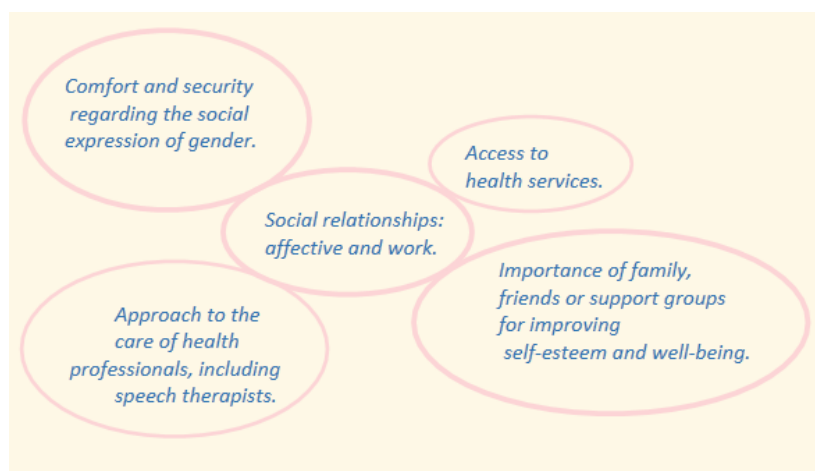 Comfort and security
regarding the social
expression of gender.
Access to
health services.
Social relationships:
affective and work.
Importance of family,
friends or support groups
for improving
self-esteem and well-being.
Approach to the
care of health
professionals, including
speech therapists.